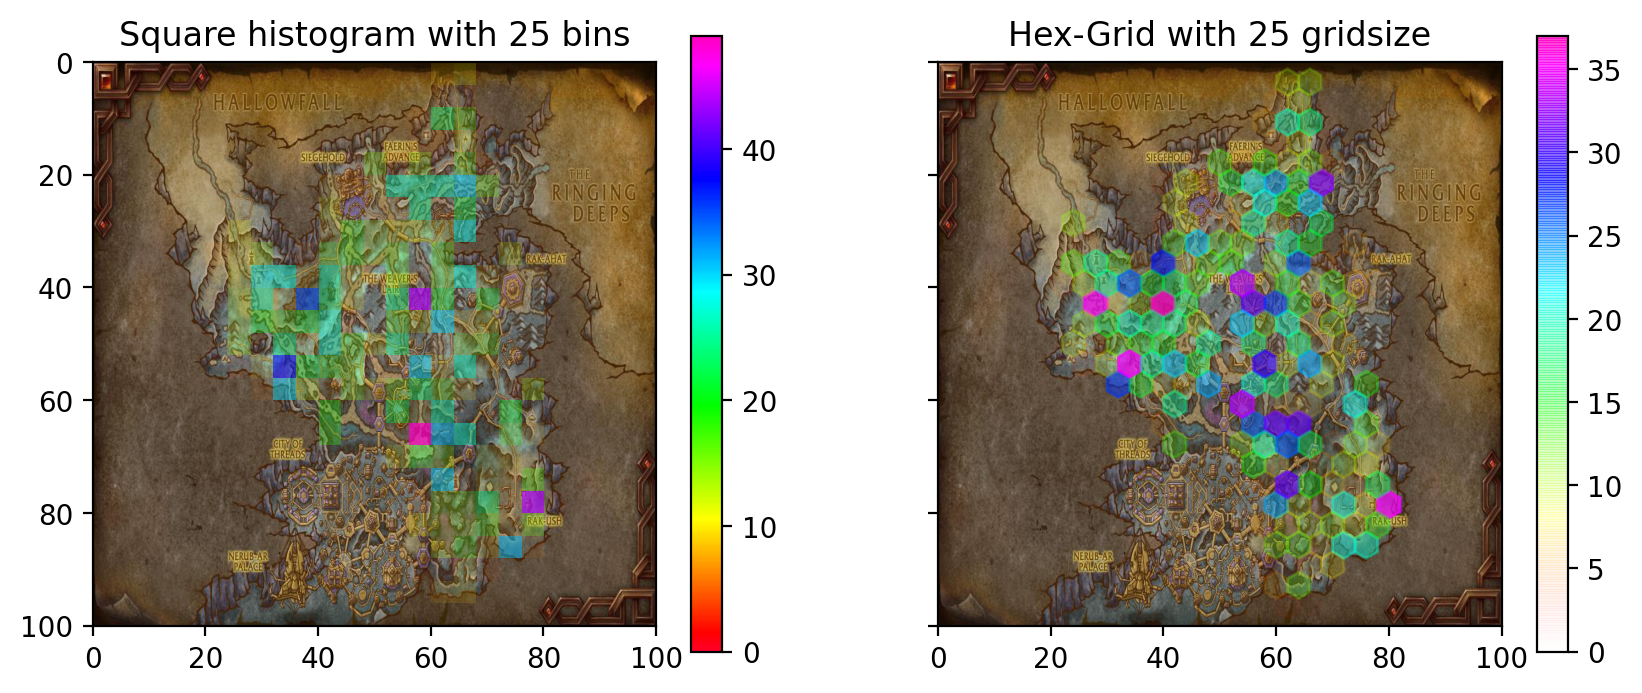 Square histogram with 25 bins
0
20
40
60
80
100
0
20
40
60
80
100
HALLOWFALL
SIEGEHOLD
FAERIN'S
ADVANCE
THE
RINGING
DEEPS
RAK-AHAT
THE WEAVER'S
LAIR
CITY OF
THREADS
RAK-USH
NERUB-AR
PALACE
40
30
20
10
0
Hex-Grid with 25 gridsize
0
20
40
60
80
100
HALLOWFALL
SIEGEHOLD
FAERIN'S
ADVANCE
THE
RINGING
DEEPS
RAK-AHAT
THE WEAVER'S
LAIR
CITY OF
THREADS
RAK-USH
NERUB-AR
PALACE
35
30
25
20
15
10
5
0